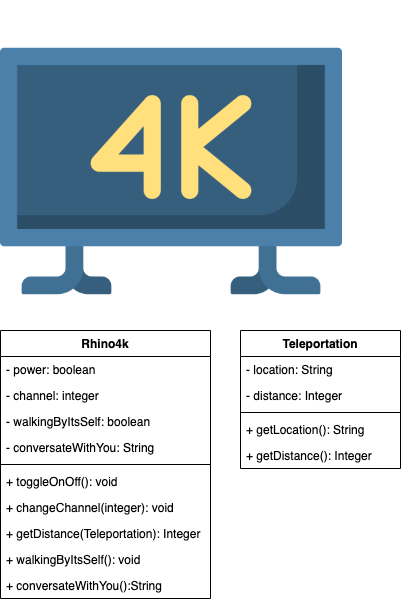 4K
Rhino4k
- power: boolean
- channel: integer
- walkingByItsSelf: boolean
- conversateWithYou: String
+ toggleOnOff(): void
+ changeChannel(integer): void
+ getDistance(Teleportation): Integer
+ walkingByItsSelf(): void
+ conversateWithYou():String
Teleportation
- location: String
- distance: Integer
+ getLocation(): String
+ getDistance(): Integer